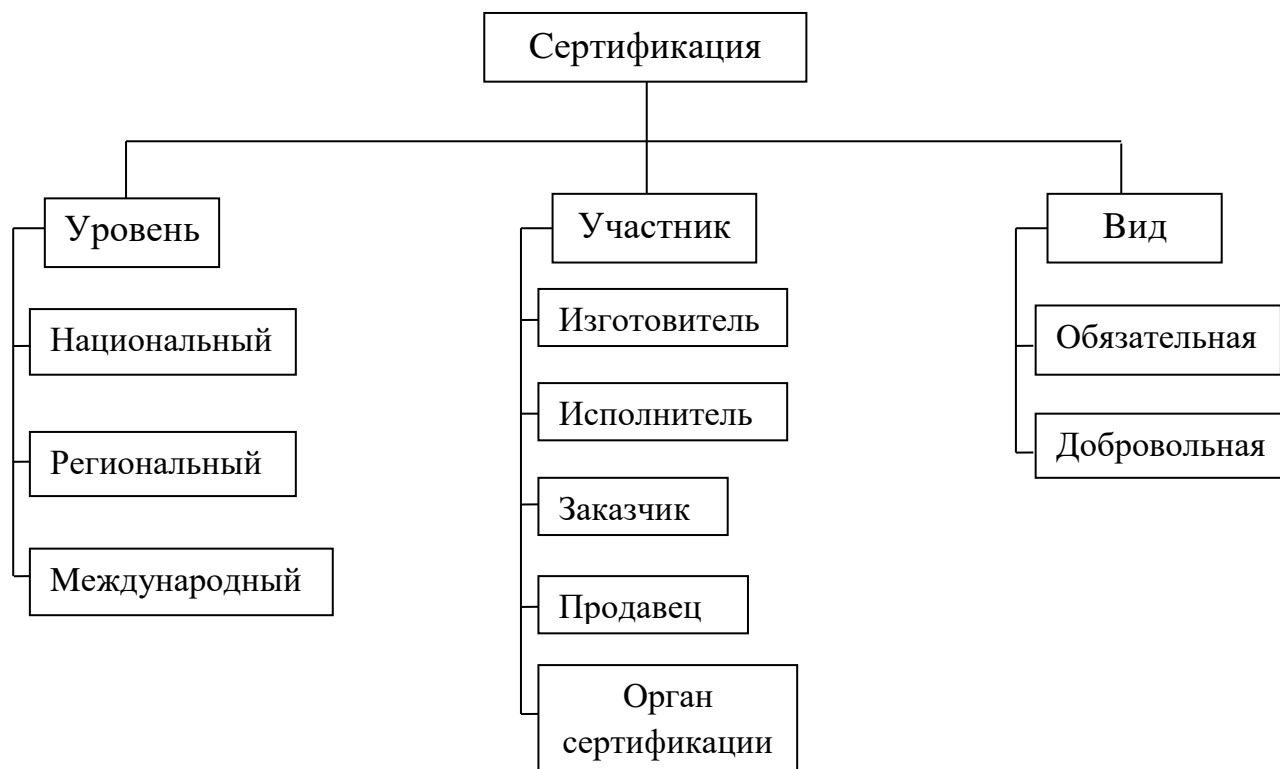 Сертификация
Уровень
Национальный
Региональный
Международный
Участник
Изготовитель
Исполнитель
Заказчик
Продавец
Орган
сертификации
Вид
Обязательная
Добровольная